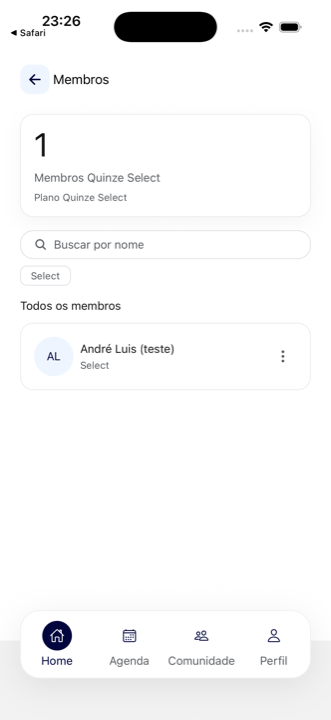 23:26
Safari
Membros
1
Membros Quinze Select
Plano Quinze Select
Buscar por nome
Select
Todos os membros
AL
André Luis (teste)
Select
Home
Agenda
Comunidade
Perfil